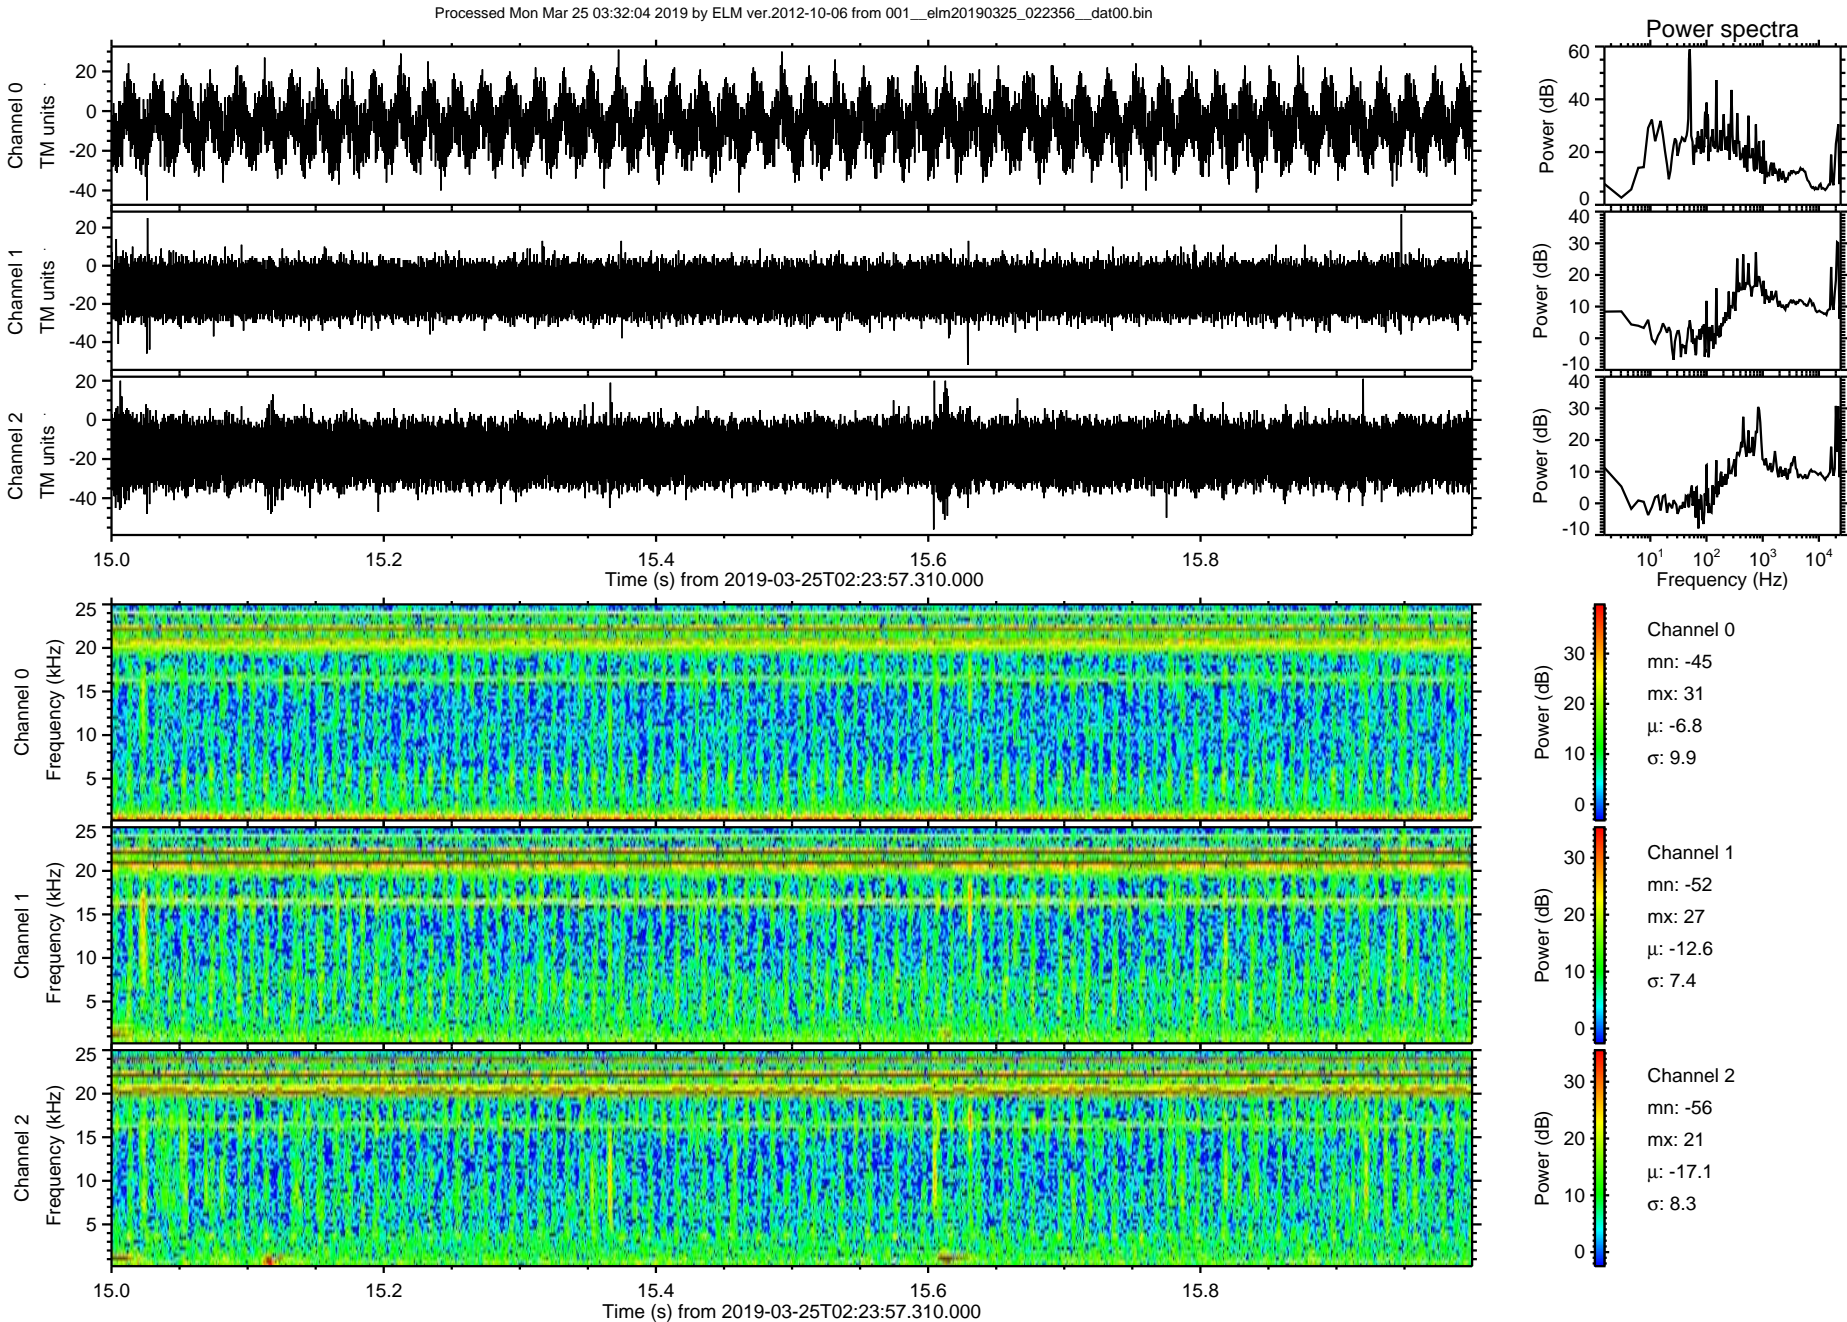 Processed Mon Mar 25 03:32:04 2019 by ELM ver.2012-10-06 from 001__elm20190325_022356__dat00.bin
Power spectra
Channel 0
TM units
20
0
-20
-40
Power (dB)
60
40
20
0
Channel 1
TM units
20
0
-20
-40
Power (dB)
40
30
20
10
0
-10
Channel 2
TM units
20
0
-20
-40
Power (dB)
40
30
20
10
0
-10
15.0 15.2 15.4 15.6 15.8
Time (s) from 2019-03-25T02:23:57.310.000
10^1 10^2 10^3 10^4
Frequency (Hz)
Channel 0
Frequency (kHz)
25
20
15
10
5
Power (dB)
30
20
10
0
Channel 0
mn: -45
mx: 31
μ: -6.8
σ: 9.9
Channel 1
Frequency (kHz)
25
20
15
10
5
Power (dB)
30
20
10
0
Channel 1
mn: -52
mx: 27
μ: -12.6
σ: 7.4
Channel 2
Frequency (kHz)
25
20
15
10
5
Power (dB)
30
20
10
0
Channel 2
mn: -56
mx: 21
μ: -17.1
σ: 8.3
15.0 15.2 15.4 15.6 15.8
Time (s) from 2019-03-25T02:23:57.310.000